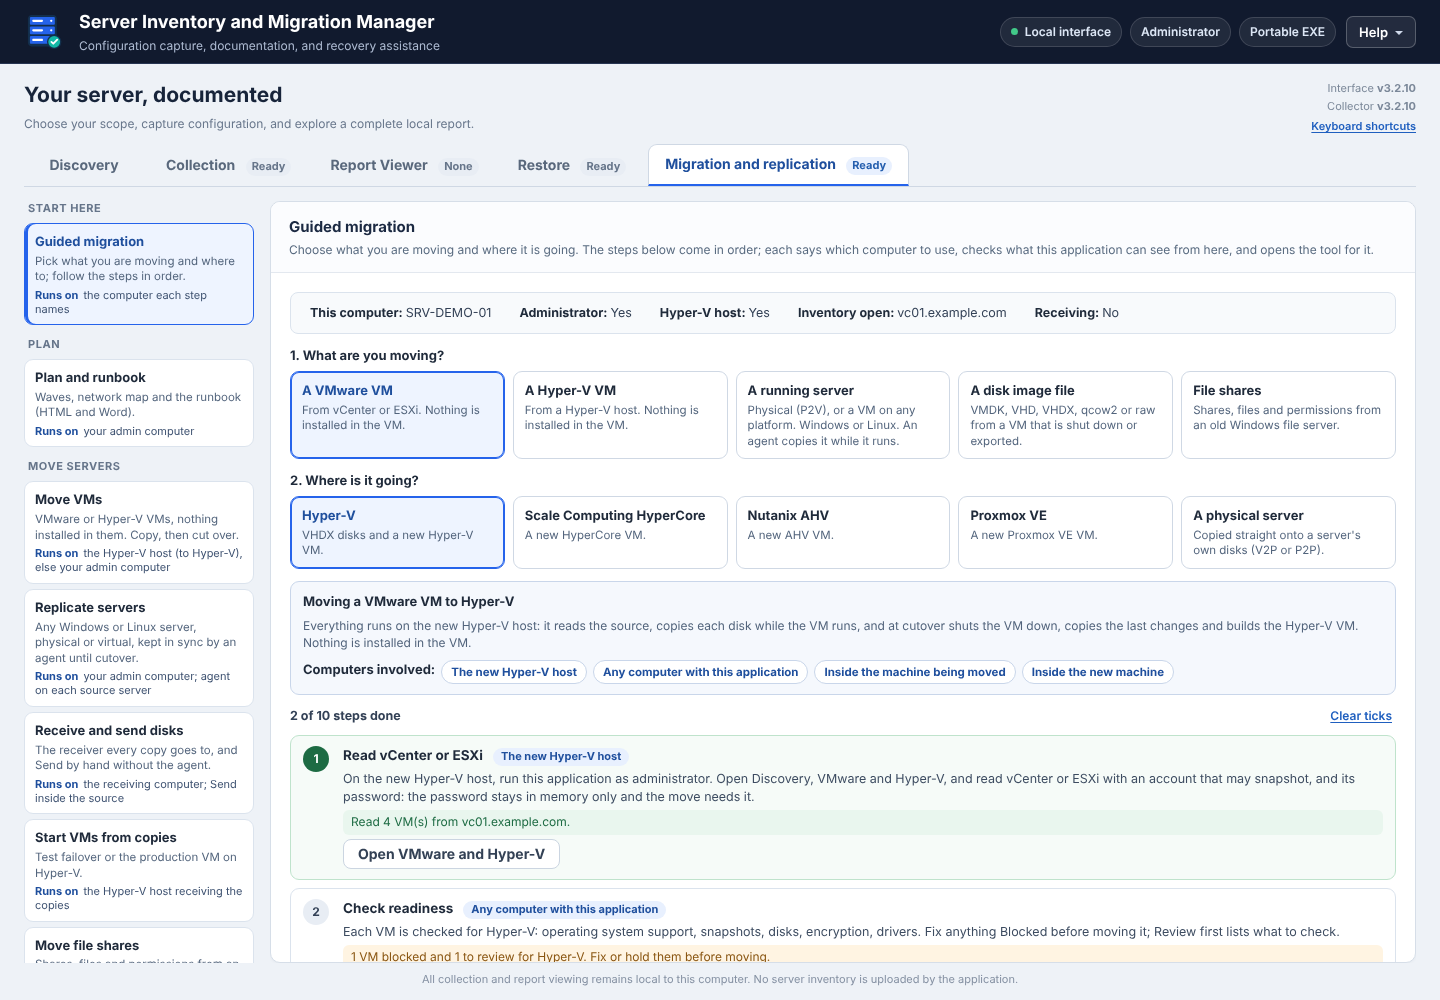 Server Inventory and Migration Manager
Configuration capture, documentation, and recovery assistance
Local interface
Administrator
Portable EXE
Help
Your server, documented
Choose your scope, capture configuration, and explore a complete local report.
Interface v3.2.10
Collector v3.2.10
Keyboard shortcuts
Discovery
Collection Ready
Report Viewer None
Restore Ready
Migration and replication Ready
START HERE
Guided migration
Pick what you are moving and where
to; follow the steps in order.
Runs on the computer each step
names
PLAN
Plan and runbook
Waves, network map and the runbook
(HTML and Word).
Runs on your admin computer
MOVE SERVERS
Move VMs
VMware or Hyper-V VMs, nothing
installed in them. Copy, then cut over.
Runs on the Hyper-V host (to Hyper-V),
else your admin computer
Replicate servers
Any Windows or Linux server,
physical or virtual, kept in sync by an
agent until cutover.
Runs on your admin computer; agent
on each source server
Receive and send disks
The receiver every copy goes to, and
Send by hand without the agent.
Runs on the receiving computer; Send
inside the source
Start VMs from copies
Test failover or the production VM on
Hyper-V.
Runs on the Hyper-V host receiving the
copies
Move file shares
Shares, files and permissions from an
Guided migration
Choose what you are moving and where it is going. The steps below come in order; each says which computer to use, checks what this application can see from here, and opens the tool for it.
This computer: SRV-DEMO-01
Administrator: Yes
Hyper-V host: Yes
Inventory open: vc01.example.com
Receiving: No
1. What are you moving?
A VMware VM
From vCenter or ESXi. Nothing is
installed in the VM.
A Hyper-V VM
From a Hyper-V host. Nothing is
installed in the VM.
A running server
Physical (P2V), or a VM on any
platform. Windows or Linux. An
agent copies it while it runs.
A disk image file
VMDK, VHD, VHDX, qcow2 or raw
from a VM that is shut down or
exported.
File shares
Shares, files and permissions from
an old Windows file server.
2. Where is it going?
Hyper-V
VHDX disks and a new Hyper-V
VM.
Scale Computing HyperCore
A new HyperCore VM.
Nutanix AHV
A new AHV VM.
Proxmox VE
A new Proxmox VE VM.
A physical server
Copied straight onto a server's
own disks (V2P or P2P).
Moving a VMware VM to Hyper-V
Everything runs on the new Hyper-V host: it reads the source, copies each disk while the VM runs, and at cutover shuts the VM down, copies the last changes and builds the Hyper-V VM.
Nothing is installed in the VM.
Computers involved: The new Hyper-V host Any computer with this application Inside the machine being moved Inside the new machine
2 of 10 steps done
Clear ticks
1
Read vCenter or ESXi The new Hyper-V host
On the new Hyper-V host, run this application as administrator. Open Discovery, VMware and Hyper-V, and read vCenter or ESXi with an account that may snapshot, and its
password: the password stays in memory only and the move needs it.
Read 4 VM(s) from vc01.example.com.
Open VMware and Hyper-V
2
Check readiness Any computer with this application
Each VM is checked for Hyper-V: operating system support, snapshots, disks, encryption, drivers. Fix anything Blocked before moving it; Review first lists what to check.
1 VM blocked and 1 to review for Hyper-V. Fix or hold them before moving.
All collection and report viewing remains local to this computer. No server inventory is uploaded by the application.